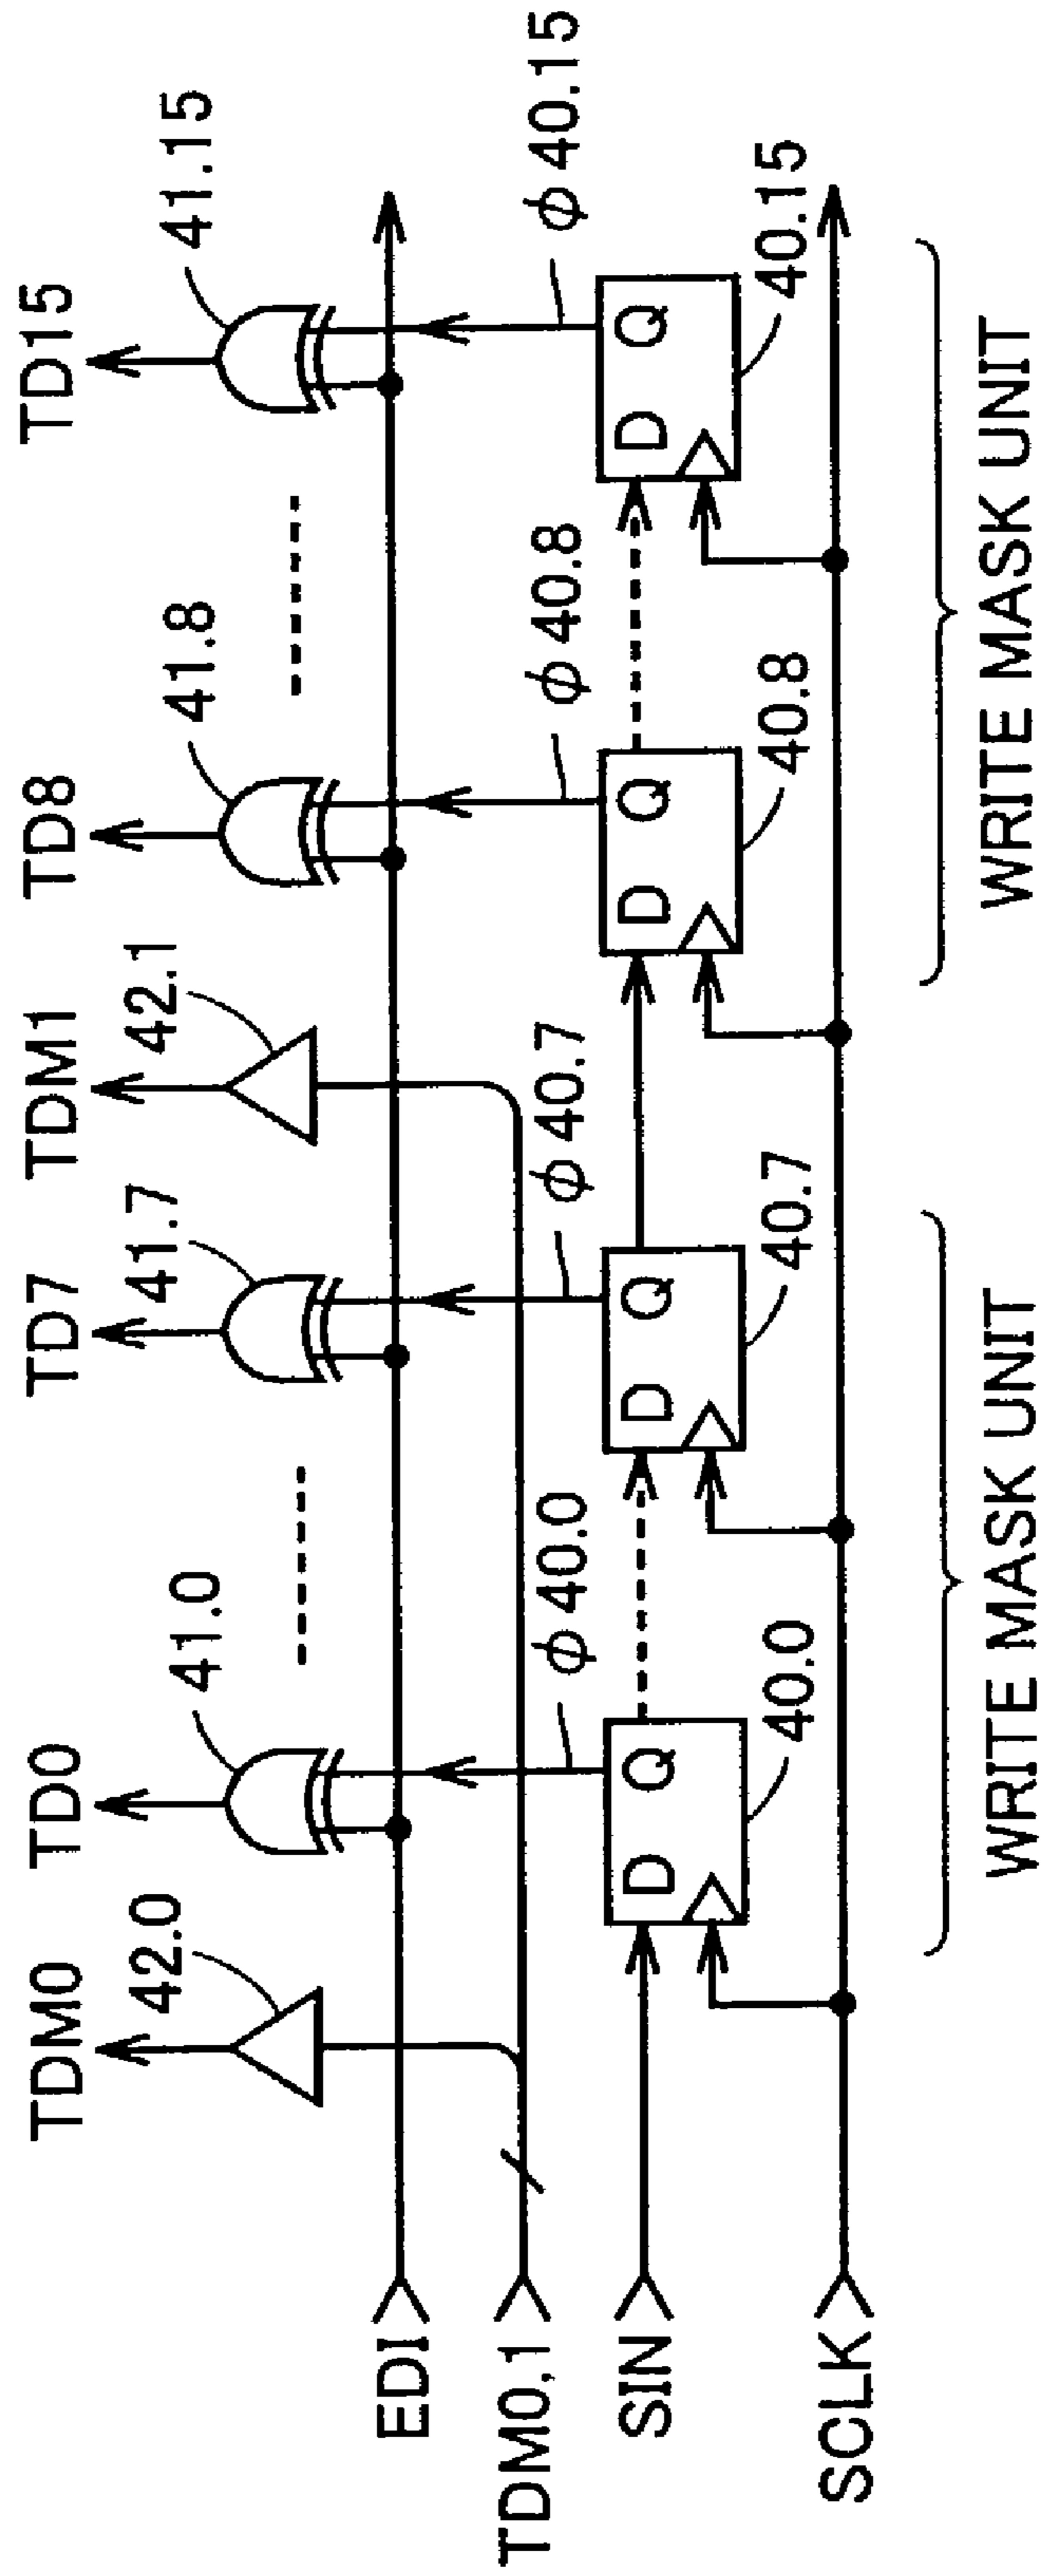 TDM0
42.0
TD0
41.0
TD7
41.7
TDM1
42.1
TD8
41.8
TD15
41.15
EDI
TDM0,1
SIN
SCLK
φ40.0
φ40.7
φ40.8
φ40.15
D Q
D Q
D Q
D Q
40.0
40.7
40.8
40.15
WRITE MASK UNIT
WRITE MASK UNIT